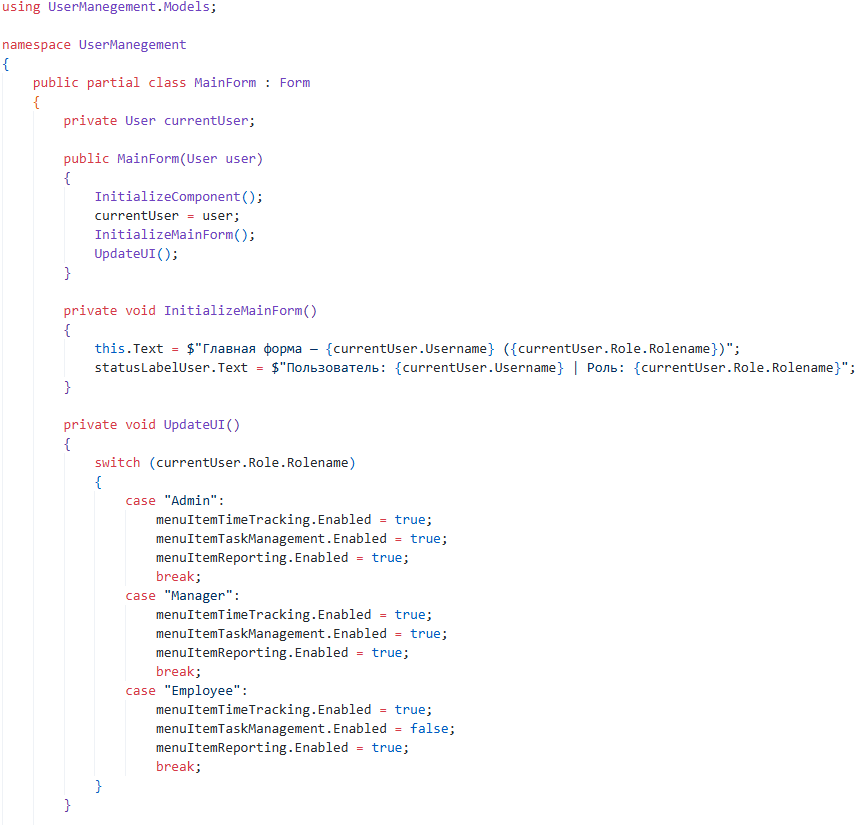 using UserManegement.Models;
namespace UserManegement
{
public partial class MainForm : Form
{
private User currentUser;
public MainForm(User user)
{
InitializeComponent();
currentUser = user;
InitializeMainForm();
UpdateUI();
}
private void InitializeMainForm()
{
this.Text = $"Главная форма — {currentUser.Username} ({currentUser.Role.Rolename})";
statusLabelUser.Text = $"Пользователь: {currentUser.Username} | Роль: {currentUser.Role.Rolename}";
}
private void UpdateUI()
{
switch (currentUser.Role.Rolename)
{
case "Admin":
menuItemTimeTracking.Enabled = true;
menuItemTaskManagement.Enabled = true;
menuItemReporting.Enabled = true;
break;
case "Manager":
menuItemTimeTracking.Enabled = true;
menuItemTaskManagement.Enabled = true;
menuItemReporting.Enabled = true;
break;
case "Employee":
menuItemTimeTracking.Enabled = true;
menuItemTaskManagement.Enabled = false;
menuItemReporting.Enabled = true;
break;
}
}